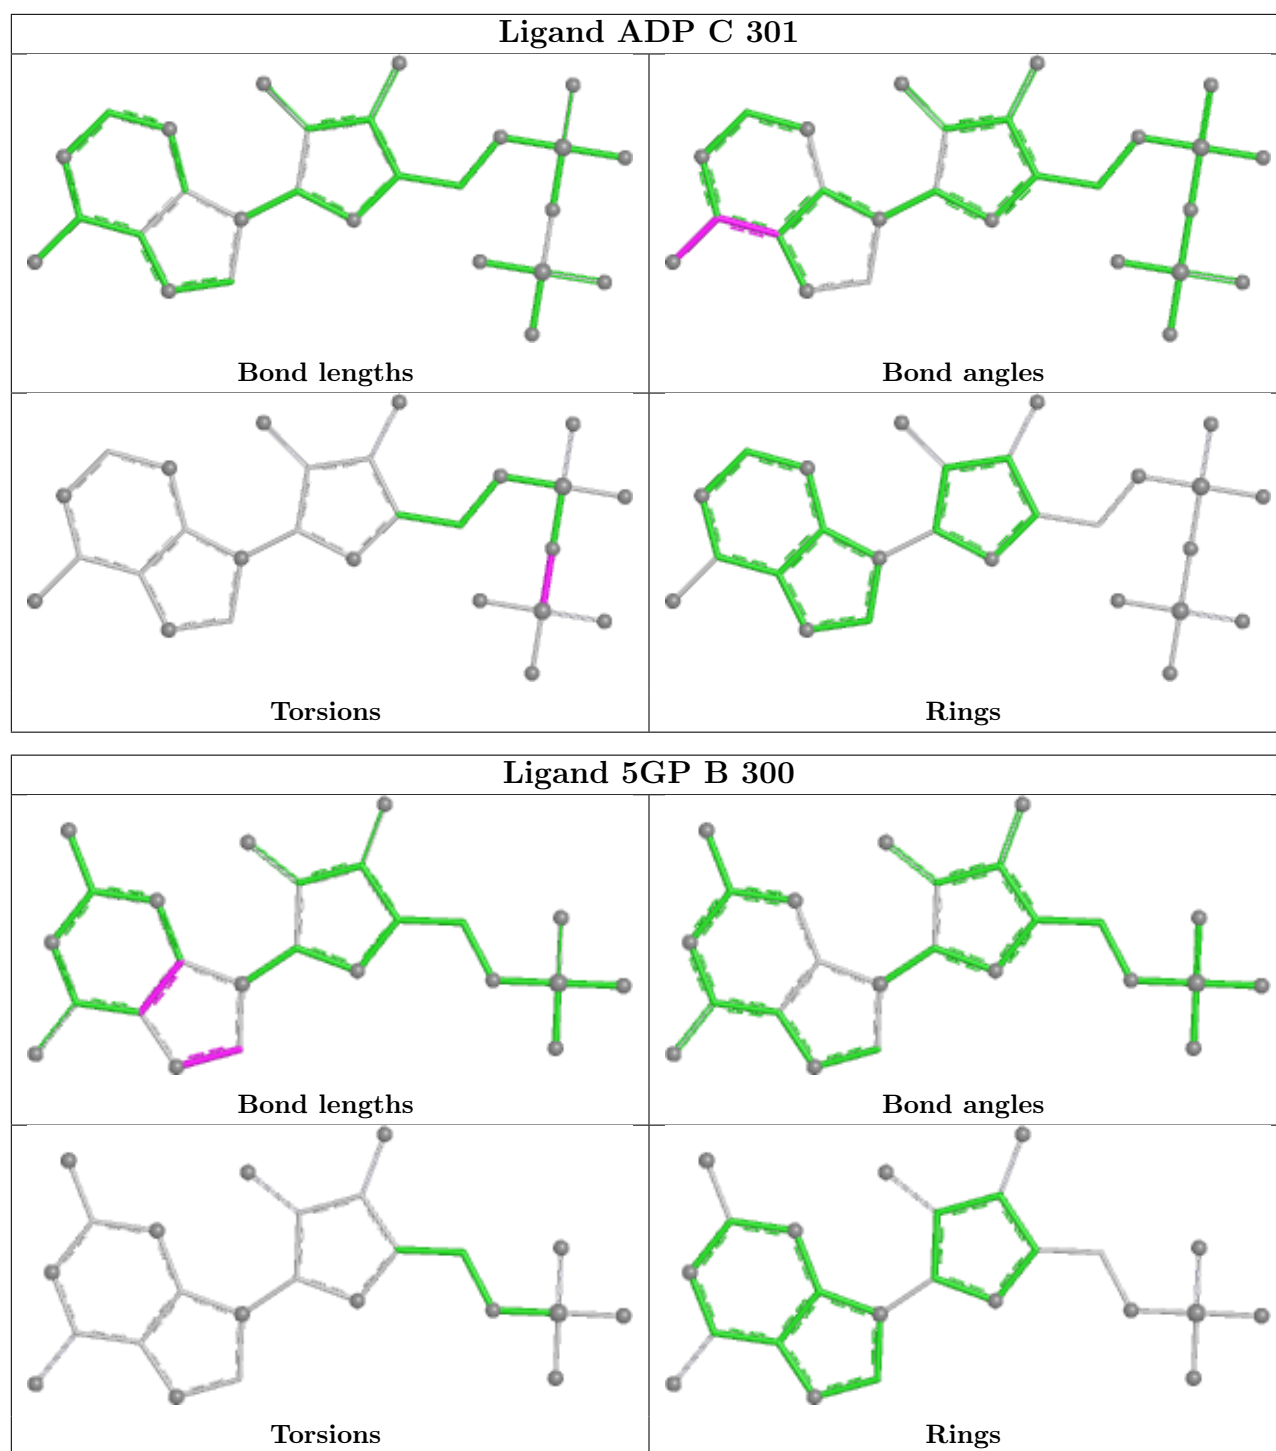 Ligand ADP C 301
Bond lengths
Bond angles
Torsions
Rings
Ligand 5GP B 300
Bond lengths
Bond angles
Torsions
Rings